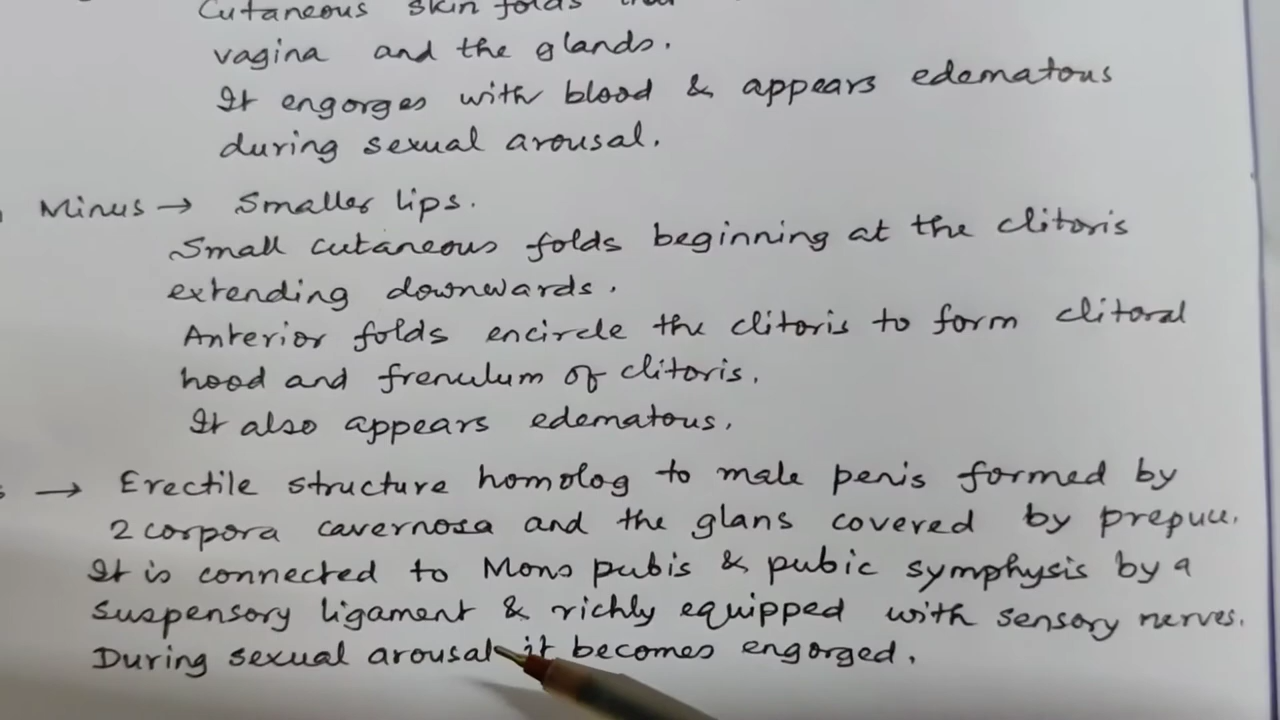 Cutaneous skin folds
vagina and the glands.
It engorges with blood & appears edematous
during sexual arousal.
Minus → Smaller lips.
Small cutaneous folds beginning at the clitoris
extending downwards.
Anterior folds encircle the clitoris to form clitoral
hood and frenulum of clitoris.
It also appears edematous.
s → Erectile structure homolog to male penis formed by
2 corpora cavernosa and the glans covered by prepuce.
It is connected to Mons pubis & pubic symphysis by a
suspensory ligament & richly equipped with sensory nerves.
During sexual arousal it becomes engorged.